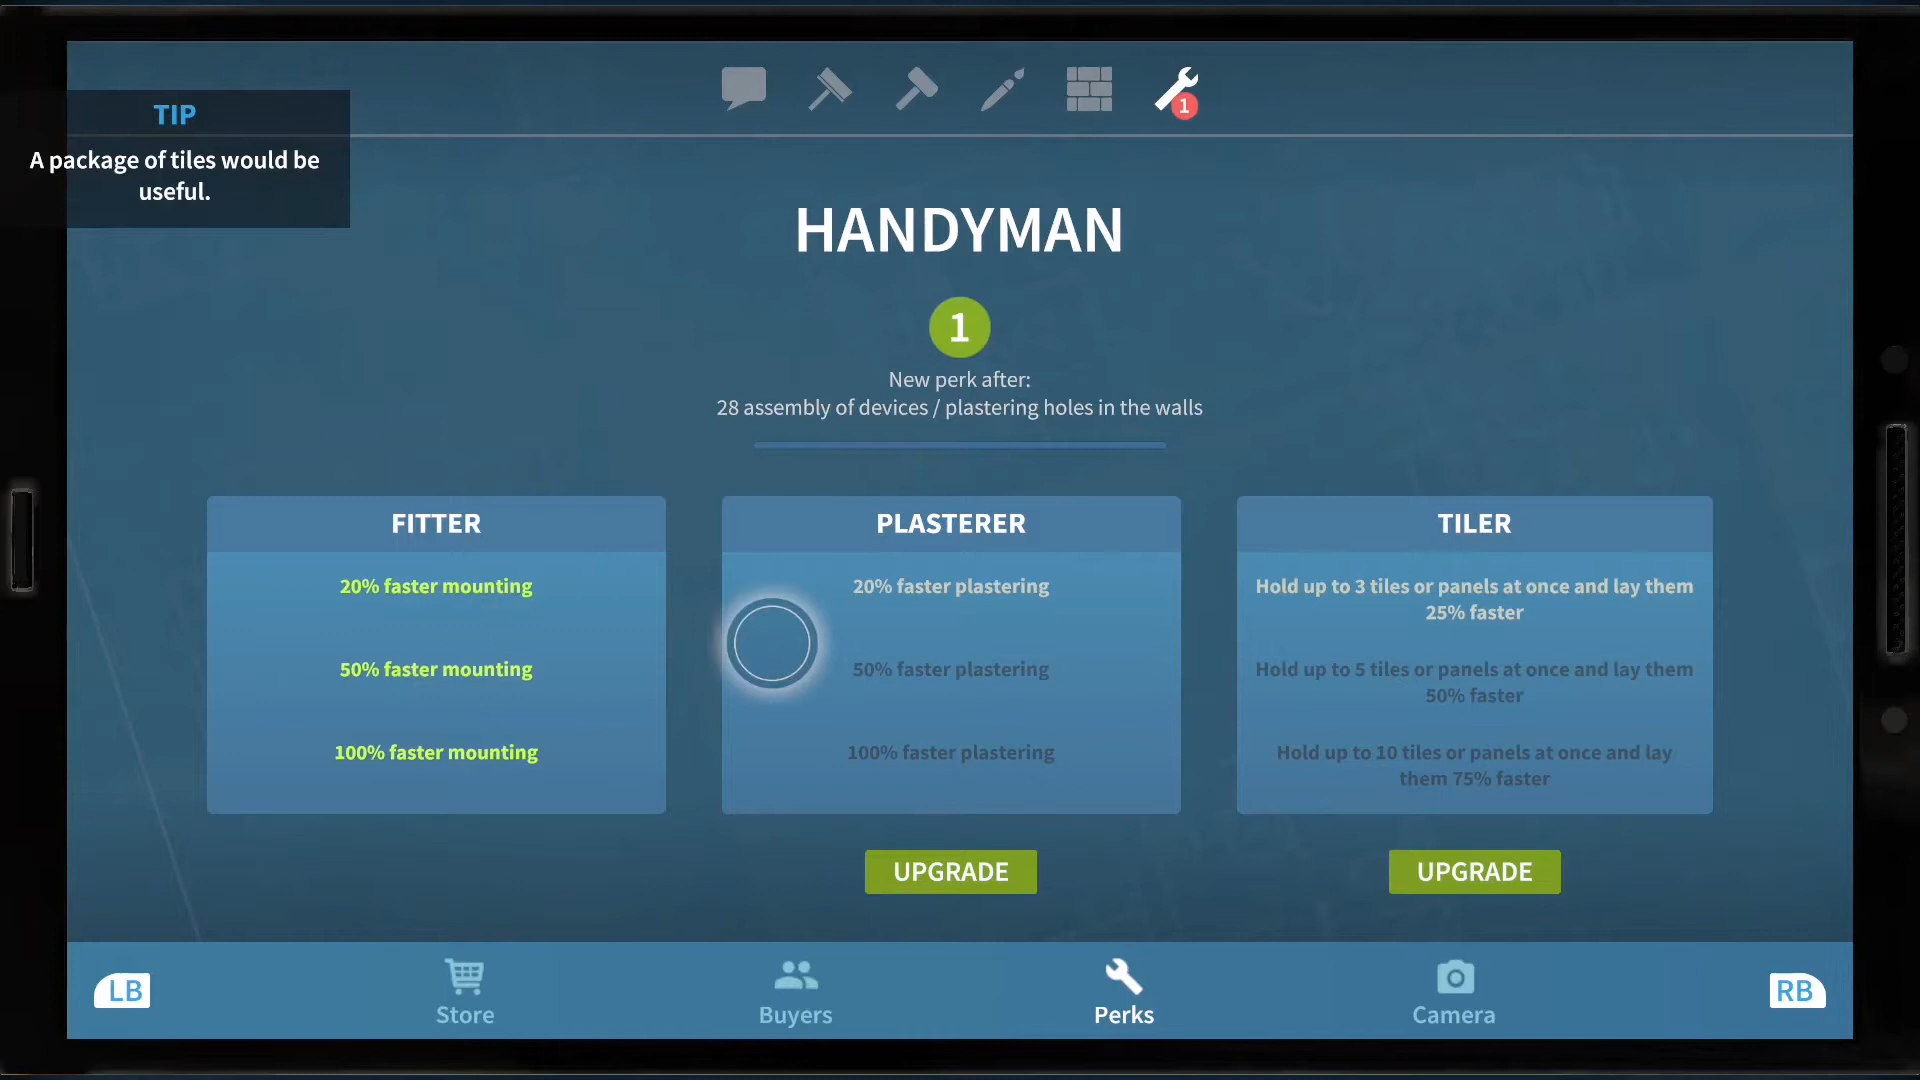 1
TIP
A package of tiles would be
useful.
HANDYMAN
1
New perk after:
28 assembly of devices / plastering holes in the walls
FITTER
20% faster mounting
50% faster mounting
100% faster mounting
PLASTERER
20% faster plastering
50% faster plastering
100% faster plastering
UPGRADE
TILER
Hold up to 3 tiles or panels at once and lay them
25% faster
Hold up to 5 tiles or panels at once and lay them
50% faster
Hold up to 10 tiles or panels at once and lay
them 75% faster
UPGRADE
LB
Store
Buyers
Perks
Camera
RB